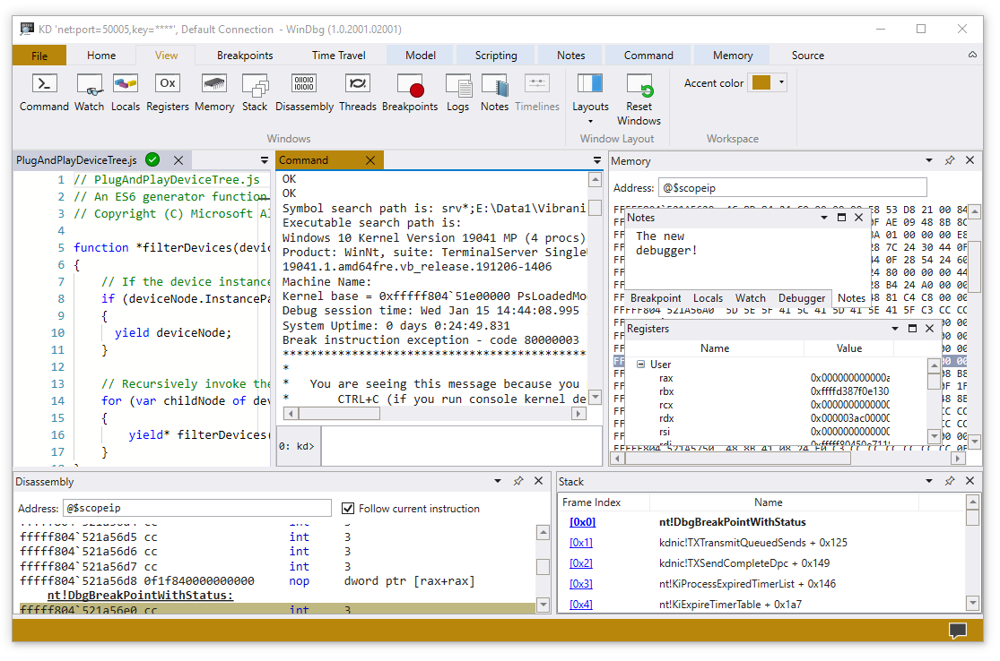 KD 'net:port=50005,key=****', Default Connection - WinDbg (1.0.2001.02001)
File Home View Breakpoints Time Travel Model Scripting Notes Command Memory Source
Command Watch Locals Registers Memory Stack Disassembly Threads Breakpoints Logs Notes Timelines Layouts Reset Windows
Accent color
Windows Window Layout Workspace
PlugAndPlayDeviceTree.js
1 // PlugAndPlayDeviceTree.js
2 // An ES6 generator function
3 // Copyright (C) Microsoft
4
5 function *filterDevices(devic
6 {
7 // If the device instance
8 if (deviceNode.InstancePa
9 {
10 yield deviceNode;
11 }
12
13 // Recursively invoke the
14 for (var childNode of dev
15 {
16 yield* filterDevices(
17 }
Command
OK
OK
Symbol search path is: srv*;E:\Data1\Vibrani
Executable search path is:
Windows 10 Kernel Version 19041 MP (4 procs)
Product: WinNt, suite: TerminalServer Single
19041.1.amd64fre.vb_release.191206-1406
Machine Name:
Kernel base = 0xfffff804`51e00000 PsLoadedMo
Debug session time: Wed Jan 15 14:44:08.995
System Uptime: 0 days 0:24:49.831
Break instruction exception - code 80000003
********************************************
*
* You are seeing this message because you
* CTRL+C (if you run console kernel de
0: kd>
Memory
Address: @$scopeip
Notes
The new
debugger!
Breakpoint Locals Watch Debugger Notes
Registers
Name Value
User
rax 0x000000000000a
rbx 0xffffd387f0e130
rcx 0x0000000000000
rdx 0x000003ac00000
rsi 0x0000000000000
Disassembly
Address: @$scopeip
Follow current instruction
fffff804`521a56d5 cc int 3
fffff804`521a56d6 cc int 3
fffff804`521a56d7 cc int 3
fffff804`521a56d8 0f1f840000000000 nop dword ptr [rax+rax]
nt!DbgBreakPointWithStatus:
fffff804`521a56e0 cc int 3
Stack
Frame Index Name
[0x0] nt!DbgBreakPointWithStatus
[0x1] kdnic!TXTransmitQueuedSends + 0x125
[0x2] kdnic!TXSendCompleteDpc + 0x149
[0x3] nt!KiProcessExpiredTimerList + 0x146
[0x4] nt!KiExpireTimerTable + 0x1a7